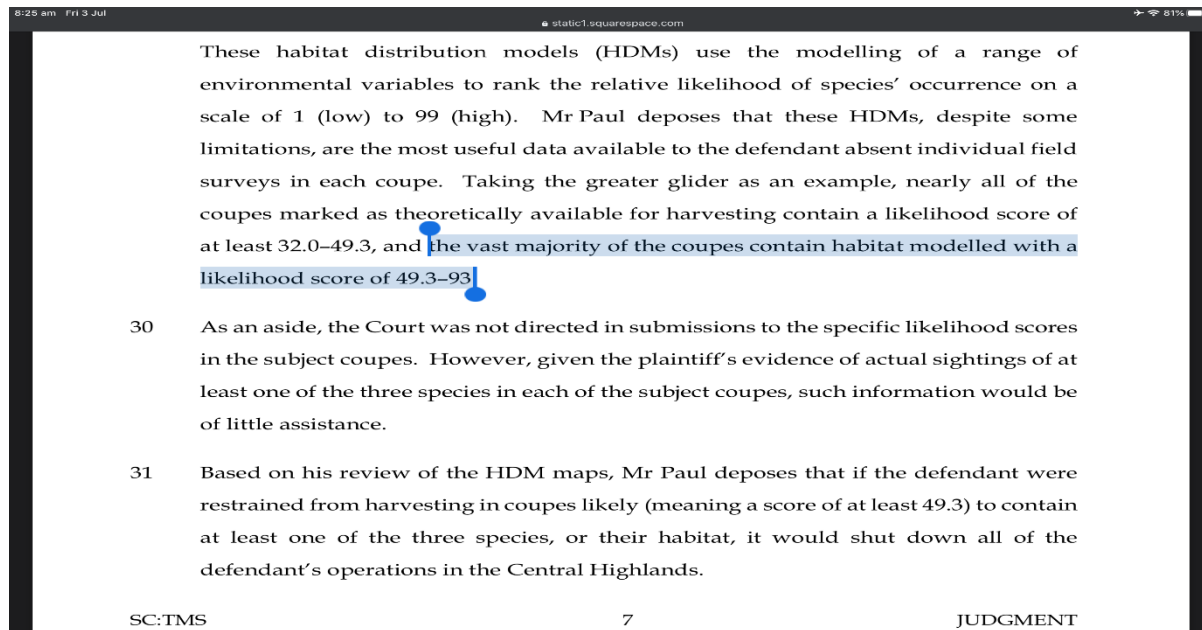 8:25 am Fri 3 Jul
static1.squarespace.com
81%
These habitat distribution models (HDMs) use the modelling of a range of
environmental variables to rank the relative likelihood of species’ occurrence on a
scale of 1 (low) to 99 (high). Mr Paul deposes that these HDMs, despite some
limitations, are the most useful data available to the defendant absent individual field
surveys in each coupe. Taking the greater glider as an example, nearly all of the
coupes marked as theoretically available for harvesting contain a likelihood score of
at least 32.0–49.3, and the vast majority of the coupes contain habitat modelled with a
likelihood score of 49.3–93
30 As an aside, the Court was not directed in submissions to the specific likelihood scores
in the subject coupes. However, given the plaintiff’s evidence of actual sightings of at
least one of the three species in each of the subject coupes, such information would be
of little assistance.
31 Based on his review of the HDM maps, Mr Paul deposes that if the defendant were
restrained from harvesting in coupes likely (meaning a score of at least 49.3) to contain
at least one of the three species, or their habitat, it would shut down all of the
defendant’s operations in the Central Highlands.
SC:TMS 7 JUDGMENT